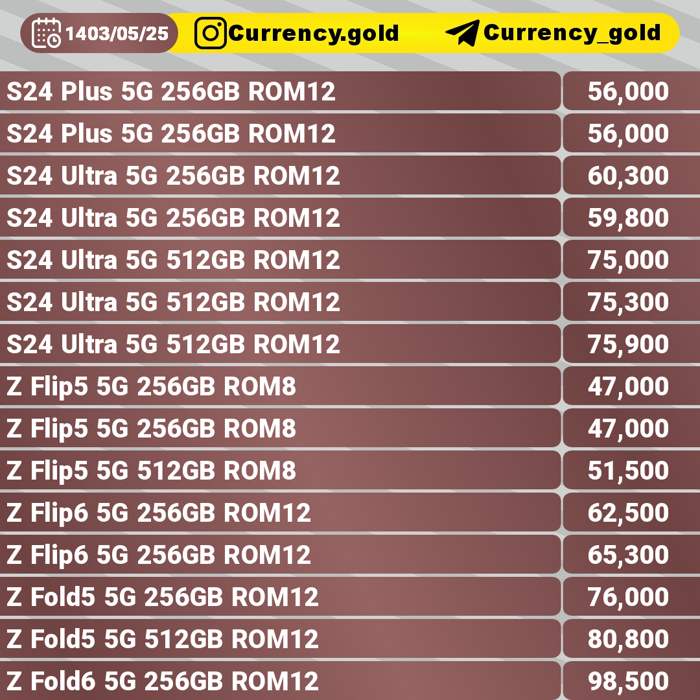 1403/05/25 Currency.gold Currency_gold
S24 Plus 5G 256GB ROM12 56,000
S24 Plus 5G 256GB ROM12 56,000
S24 Ultra 5G 256GB ROM12 60,300
S24 Ultra 5G 256GB ROM12 59,800
S24 Ultra 5G 512GB ROM12 75,000
S24 Ultra 5G 512GB ROM12 75,300
S24 Ultra 5G 512GB ROM12 75,900
Z Flip5 5G 256GB ROM8 47,000
Z Flip5 5G 256GB ROM8 47,000
Z Flip5 5G 512GB ROM8 51,500
Z Flip6 5G 256GB ROM12 62,500
Z Flip6 5G 256GB ROM12 65,300
Z Fold5 5G 256GB ROM12 76,000
Z Fold5 5G 512GB ROM12 80,800
Z Fold6 5G 256GB ROM12 98,500